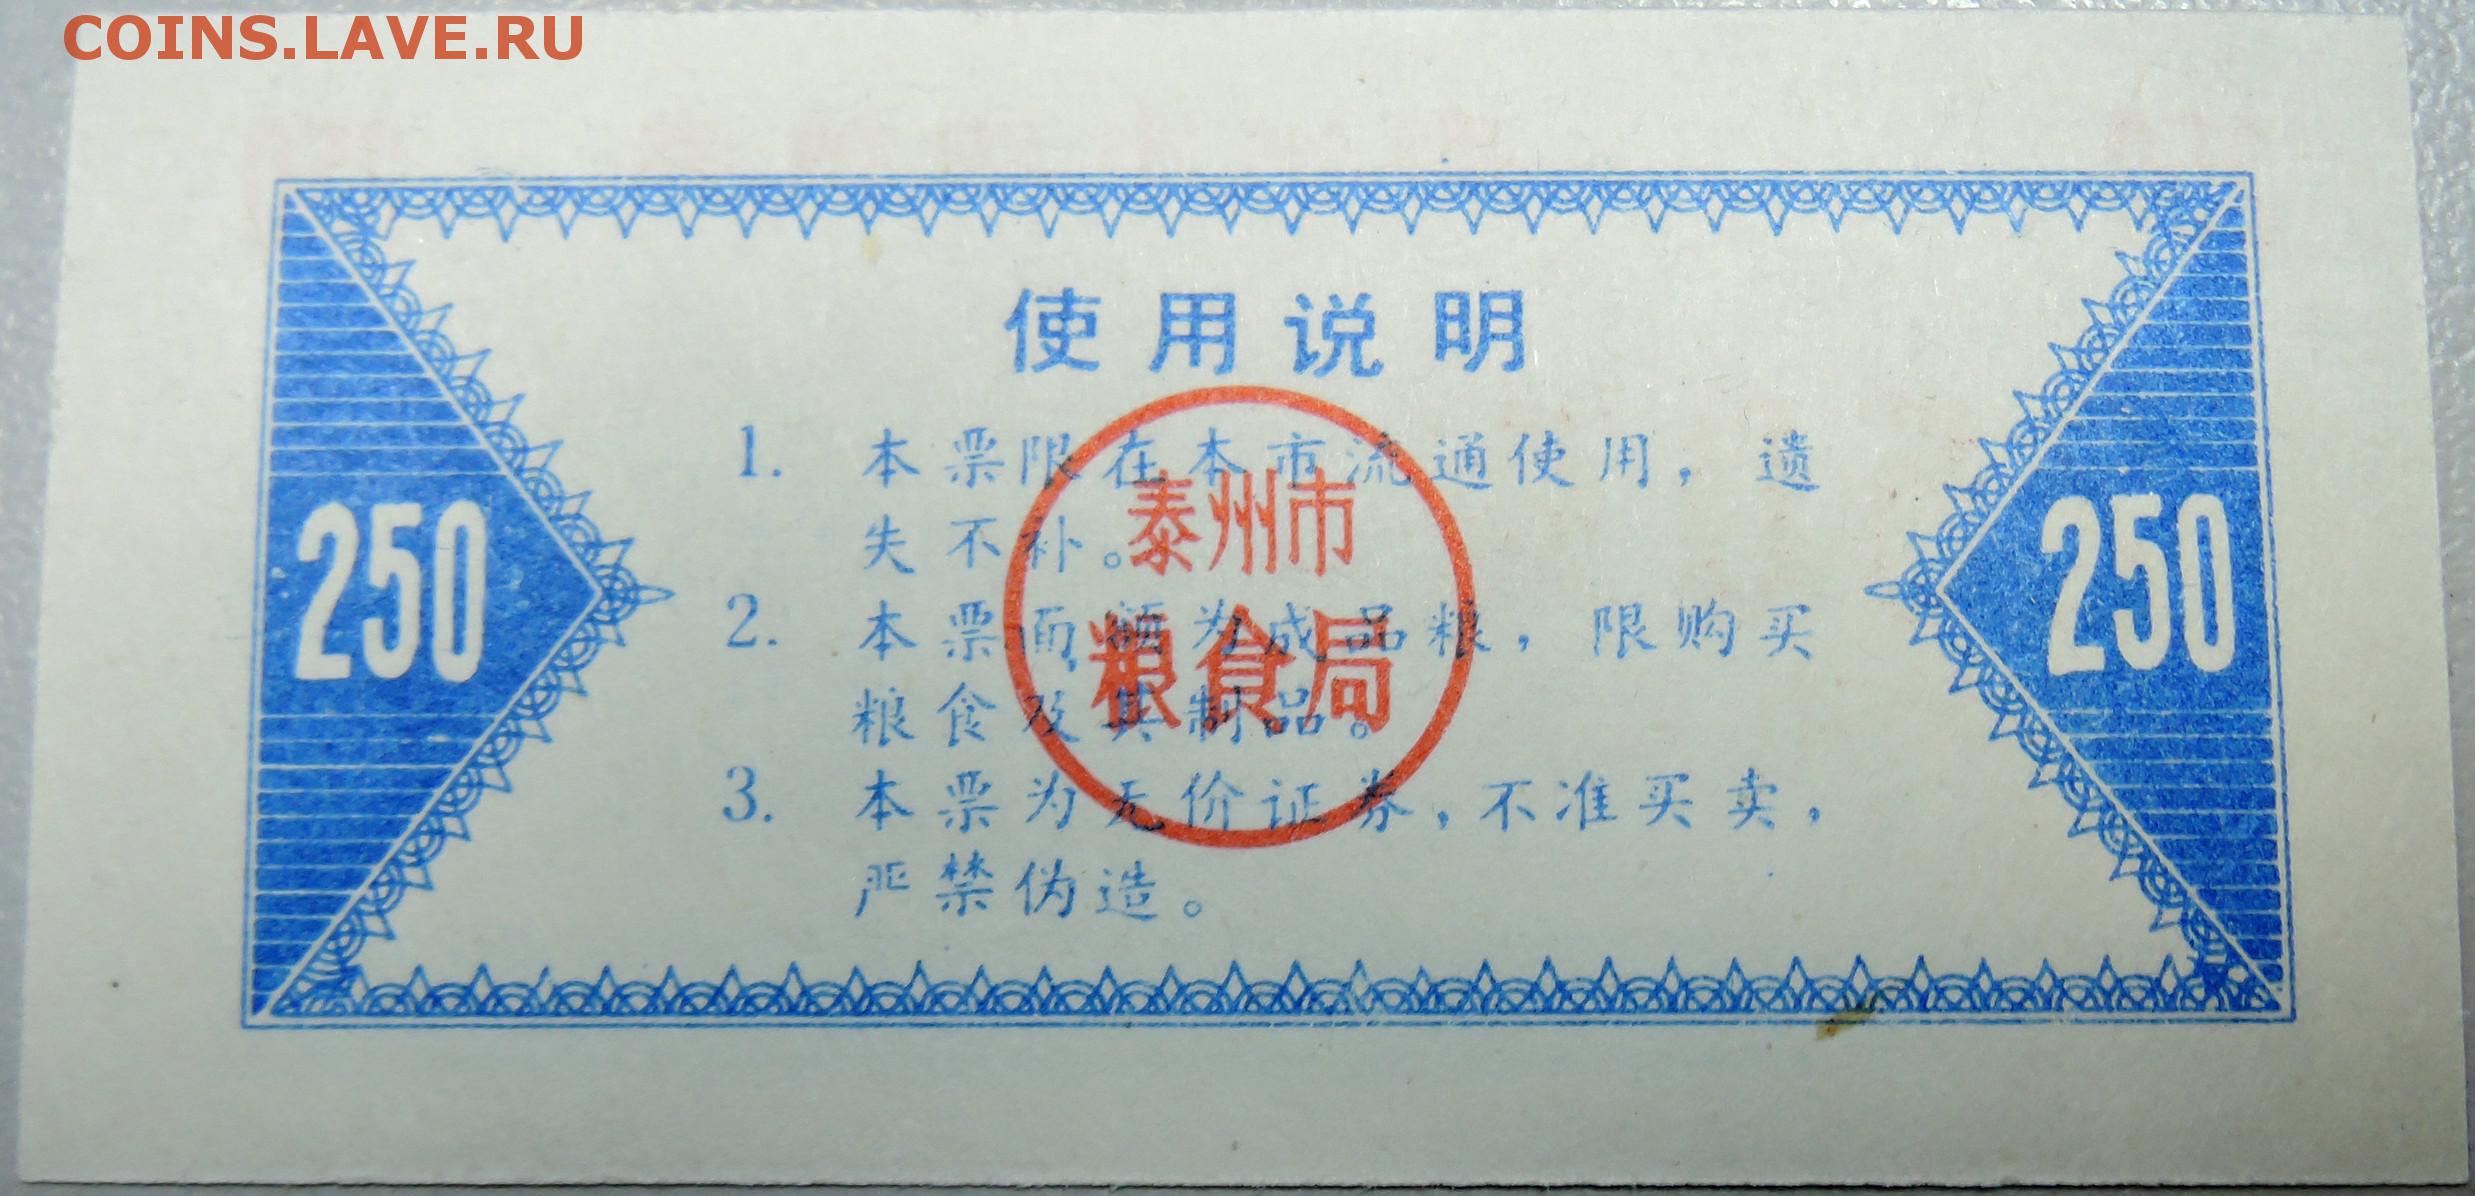 COINS.LAVE.RU
使用说明
1. 本票限在本市流通使用，遗
失不补。
2. 本票面额为成品粮，限购买
粮食及其制品。
3. 本票为无价证券，不准买卖，
严禁伪造。
泰州市
粮食局
250
250